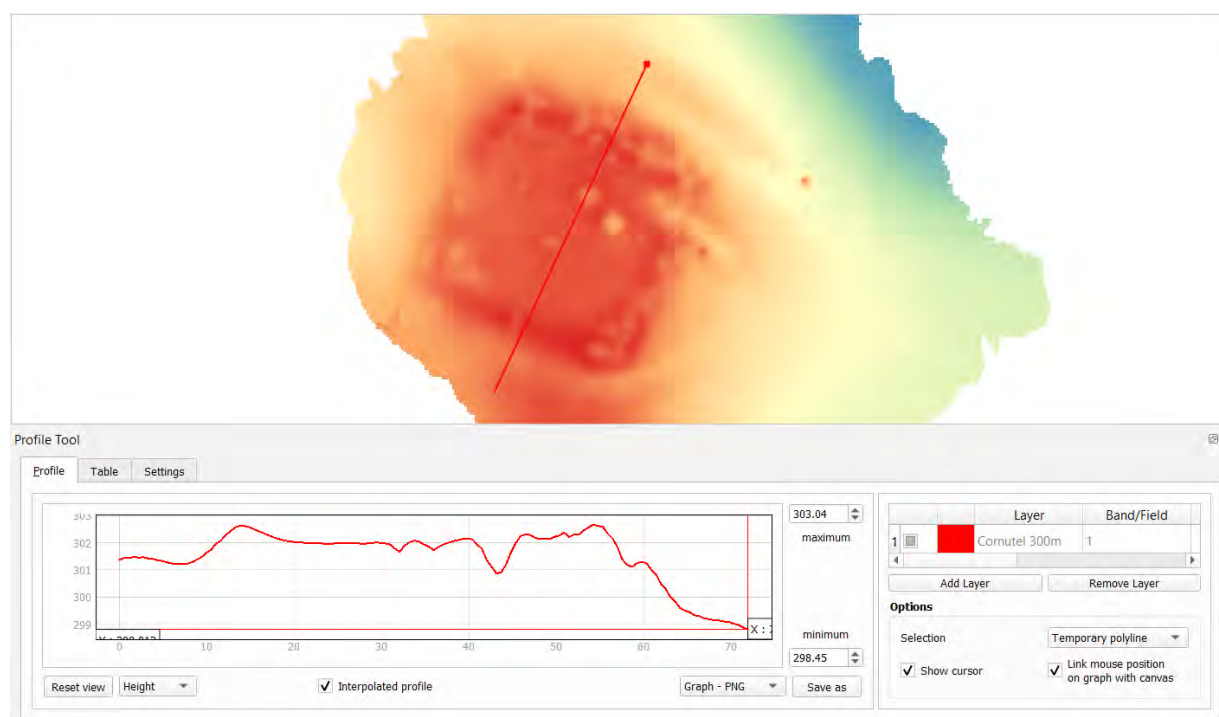 Profile Tool
Profile Table Settings
303
302
301
300
299
0 10 20 30 40 50 60 70
X :
303.04
maximum
minimum
298.45
Reset view Height Interpolated profile Graph - PNG Save as
Layer Band/Field
1 Cornutel 300m 1
Add Layer Remove Layer
Options
Selection Temporary polyline
Show cursor Link mouse position
on graph with canvas